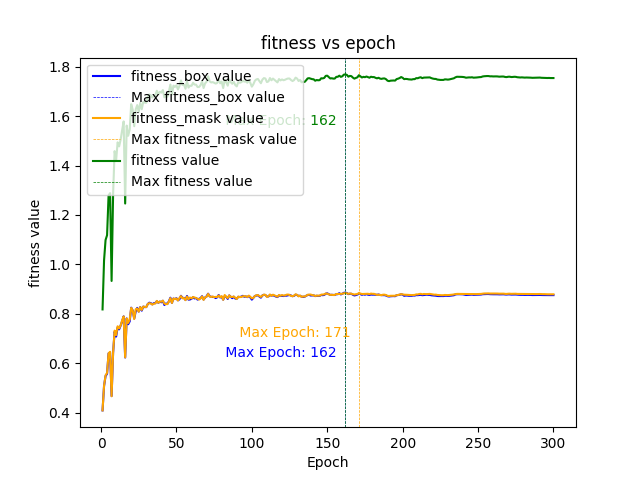 fitness vs epoch
fitness_box value
Max fitness_box value
fitness_mask value
Max fitness_mask value
fitness value
Max fitness value
Max Epoch: 162
Max Epoch: 171
Max Epoch: 162
fitness value
1.8
1.6
1.4
1.2
1.0
0.8
0.6
0.4
0
50
100
150
200
250
300
Epoch